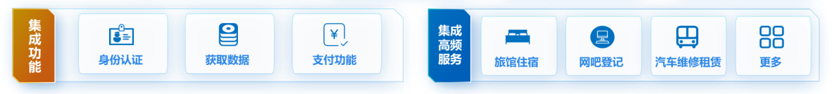 集成功能
身份认证
获取数据
支付功能
集成
高频
服务
旅馆住宿
网吧登记
汽车维修租赁
更多